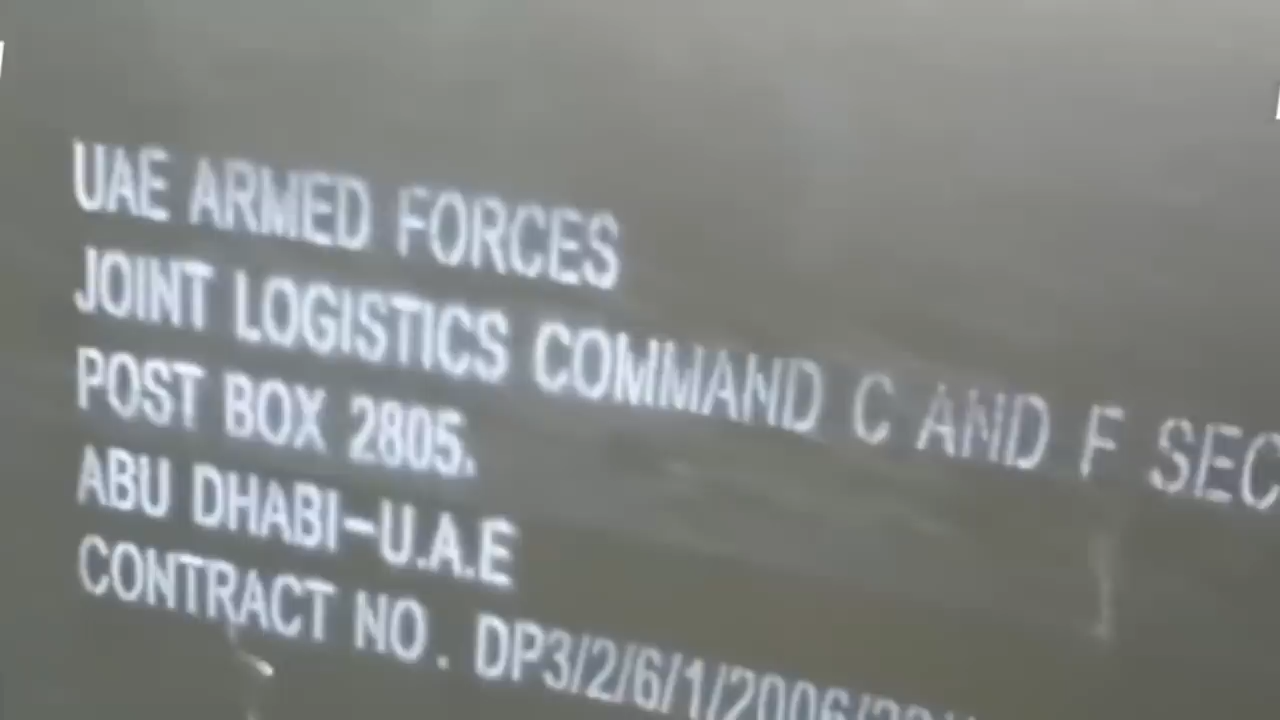 UAE ARMED FORCES
JOINT LOGISTICS COMMAND C AND F SEC
POST BOX 2805.
ABU DHABI-U.A.E
CONTRACT NO. DP3/2/6/1/2006/